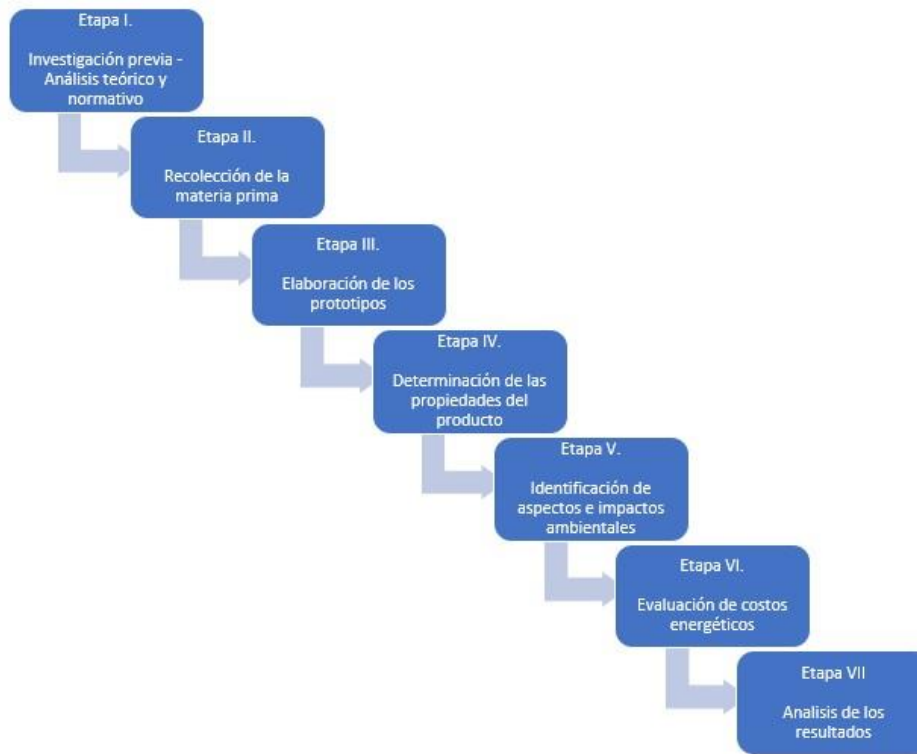 Etapa I.
Investigación previa –
Análisis teórico y
normativo
Etapa II.
Recolección de la
materia prima
Etapa III.
Elaboración de los
prototipos
Etapa IV.
Determinación de las
propiedades del
producto
Etapa V.
Identificación de
aspectos e impactos
ambientales
Etapa VI.
Evaluación de costos
energéticos
Etapa VII
Analisis de los
resultados